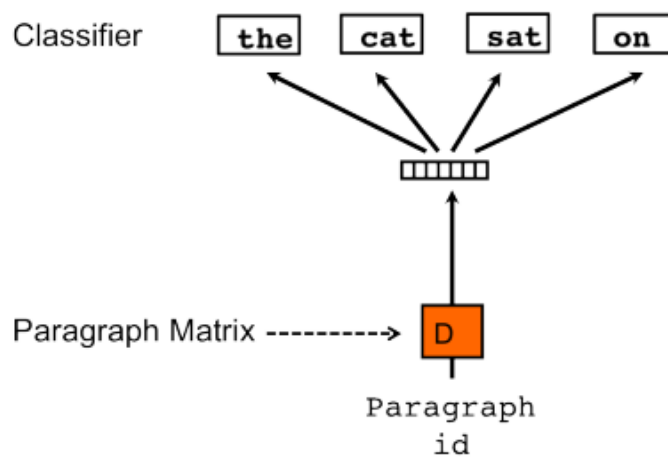 Classifier the cat sat on
Paragraph Matrix D
Paragraph
id